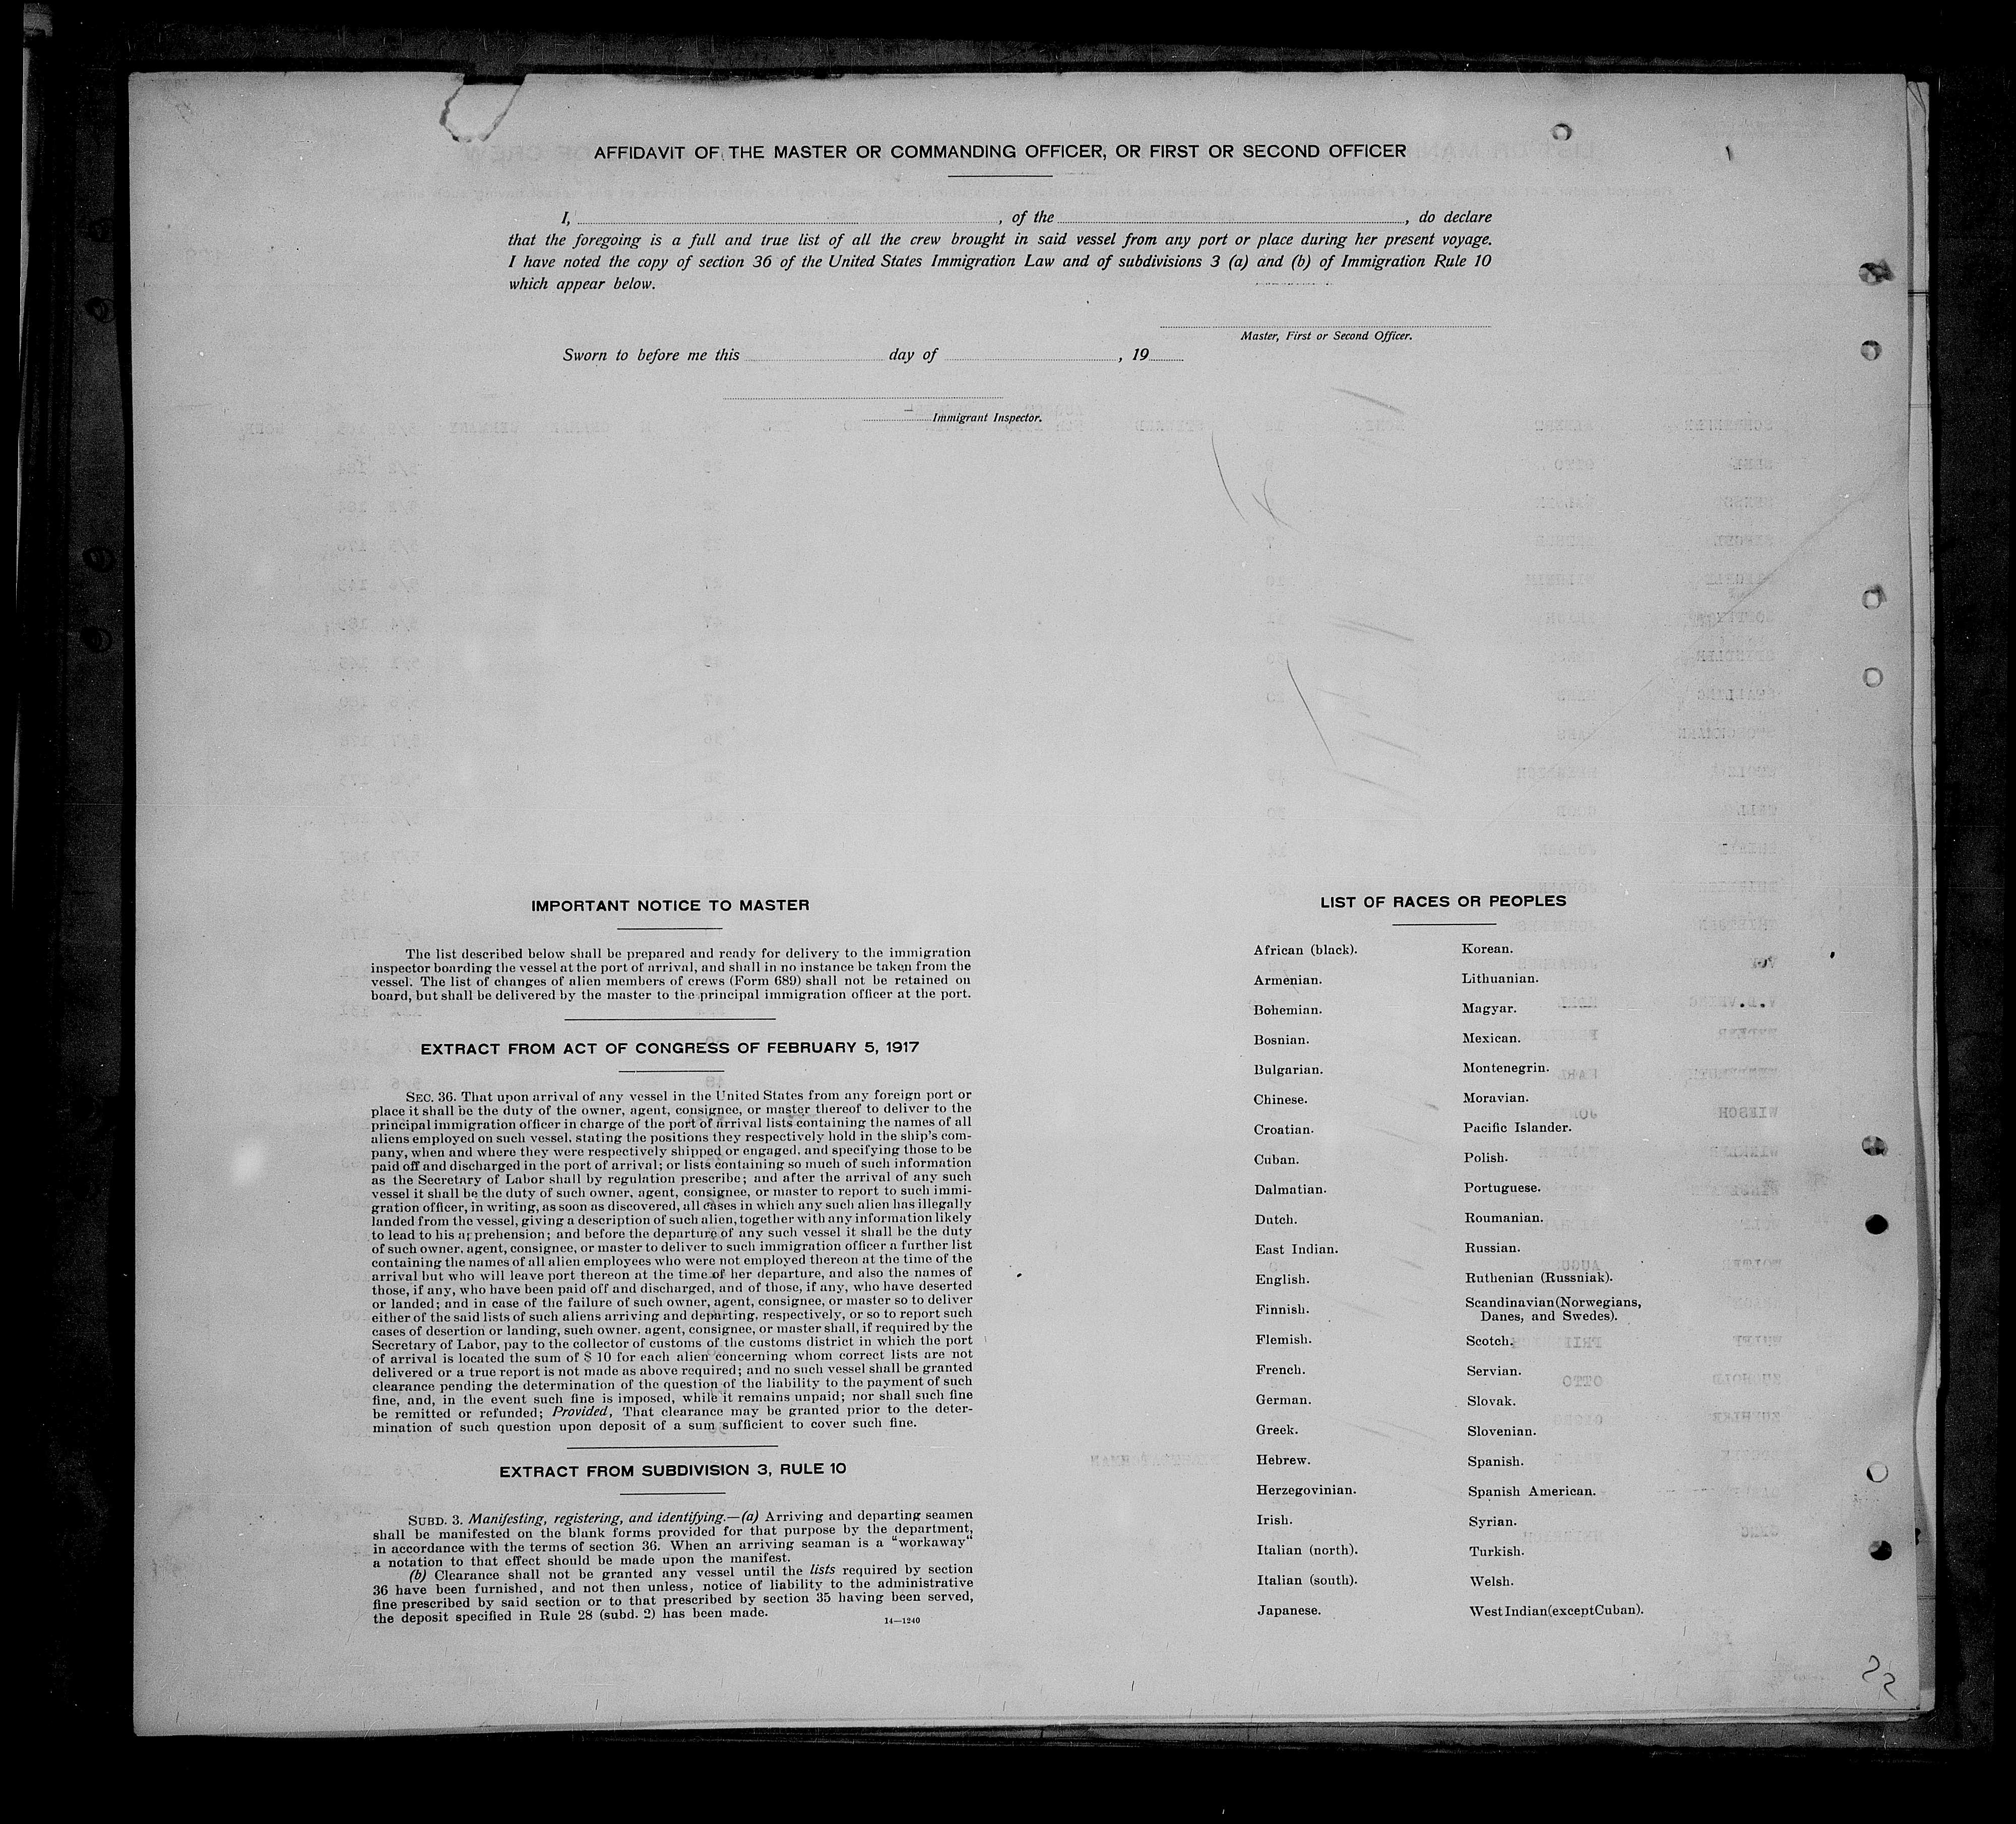 AFFIDAVIT OF THE MASTER OR COMMANDING OFFICER, OR FIRST OR SECOND OFFICER
I, , of the , do declare
that the foregoing is a full and true list of all the crew brought in said vessel from any port or place during her present voyage.
I have noted the copy of section 36 of the United States Immigration Law and of subdivisions 3 (a) and (b) of Immigration Rule 10
which appear below.
Master, First or Second Officer.
Sworn to before me this day of , 19
Immigrant Inspector.
IMPORTANT NOTICE TO MASTER
The list described below shall be prepared and ready for delivery to the immigration
inspector boarding the vessel at the port of arrival, and shall in no instance be taken from the
vessel. The list of changes of alien members of crews (Form 689) shall not be retained on
board, but shall be delivered by the master to the principal immigration officer at the port.
EXTRACT FROM ACT OF CONGRESS OF FEBRUARY 5, 1917
SEC. 36. That upon arrival of any vessel in the United States from any foreign port or
place it shall be the duty of the owner, agent, consignee, or master thereof to deliver to the
principal immigration officer in charge of the port of arrival lists containing the names of all
aliens employed on such vessel, stating the positions they respectively hold in the ship's com-
pany, when and where they were respectively shipped or engaged, and specifying those to be
paid off and discharged in the port of arrival; or lists containing so much of such information
as the Secretary of Labor shall by regulation prescribe; and after the arrival of any such
vessel it shall be the duty of such owner, agent, consignee, or master to report to such immi-
gration officer, in writing, as soon as discovered, all cases in which any such alien has illegally
landed from the vessel, giving a description of such alien, together with any information likely
to lead to his apprehension; and before the departure of any such vessel it shall be the duty
of such owner, agent, consignee, or master to deliver to such immigration officer a further list
containing the names of all alien employees who were not employed thereon at the time of the
arrival but who will leave port thereon at the time of her departure, and also the names of
those, if any, who have been paid off and discharged, and of those, if any, who have deserted
or landed; and in case of the failure of such owner, agent, consignee, or master so to deliver
either of the said lists of such aliens arriving and departing, respectively, or so to report such
cases of desertion or landing, such owner, agent, consignee, or master shall, if required by the
Secretary of Labor, pay to the collector of customs of the customs district in which the port
of arrival is located the sum of $ 10 for each alien concerning whom correct lists are not
delivered or a true report is not made as above required; and no such vessel shall be granted
clearance pending the determination of the question of the liability to the payment of such
fine, and, in the event such fine is imposed, while it remains unpaid; nor shall such fine
be remitted or refunded; Provided, That clearance may be granted prior to the deter-
mination of such question upon deposit of a sum sufficient to cover such fine.
EXTRACT FROM SUBDIVISION 3, RULE 10
SUBD. 3. Manifesting, registering, and identifying.—(a) Arriving and departing seamen
shall be manifested on the blank forms provided for that purpose by the department,
in accordance with the terms of section 36. When an arriving seaman is a "workaway"
a notation to that effect should be made upon the manifest.
(b) Clearance shall not be granted any vessel until the lists required by section
36 have been furnished, and not then unless, notice of liability to the administrative
fine prescribed by said section or to that prescribed by section 35 having been served,
the deposit specified in Rule 28 (subd. 2) has been made.
14—1240
LIST OF RACES OR PEOPLES
African (black).
Armenian.
Bohemian.
Bosnian.
Bulgarian.
Chinese.
Croatian.
Cuban.
Dalmatian.
Dutch.
East Indian.
English.
Finnish.
Flemish.
French.
German.
Greek.
Hebrew.
Herzegovinian.
Irish.
Italian (north).
Italian (south).
Japanese.
Korean.
Lithuanian.
Magyar.
Mexican.
Montenegrin.
Moravian.
Pacific Islander.
Polish.
Portuguese.
Roumanian.
Russian.
Ruthenian (Russniak).
Scandinavian (Norwegians,
Danes, and Swedes).
Scotch.
Servian.
Slovak.
Slovenian.
Spanish.
Spanish American.
Syrian.
Turkish.
Welsh.
West Indian (except Cuban).